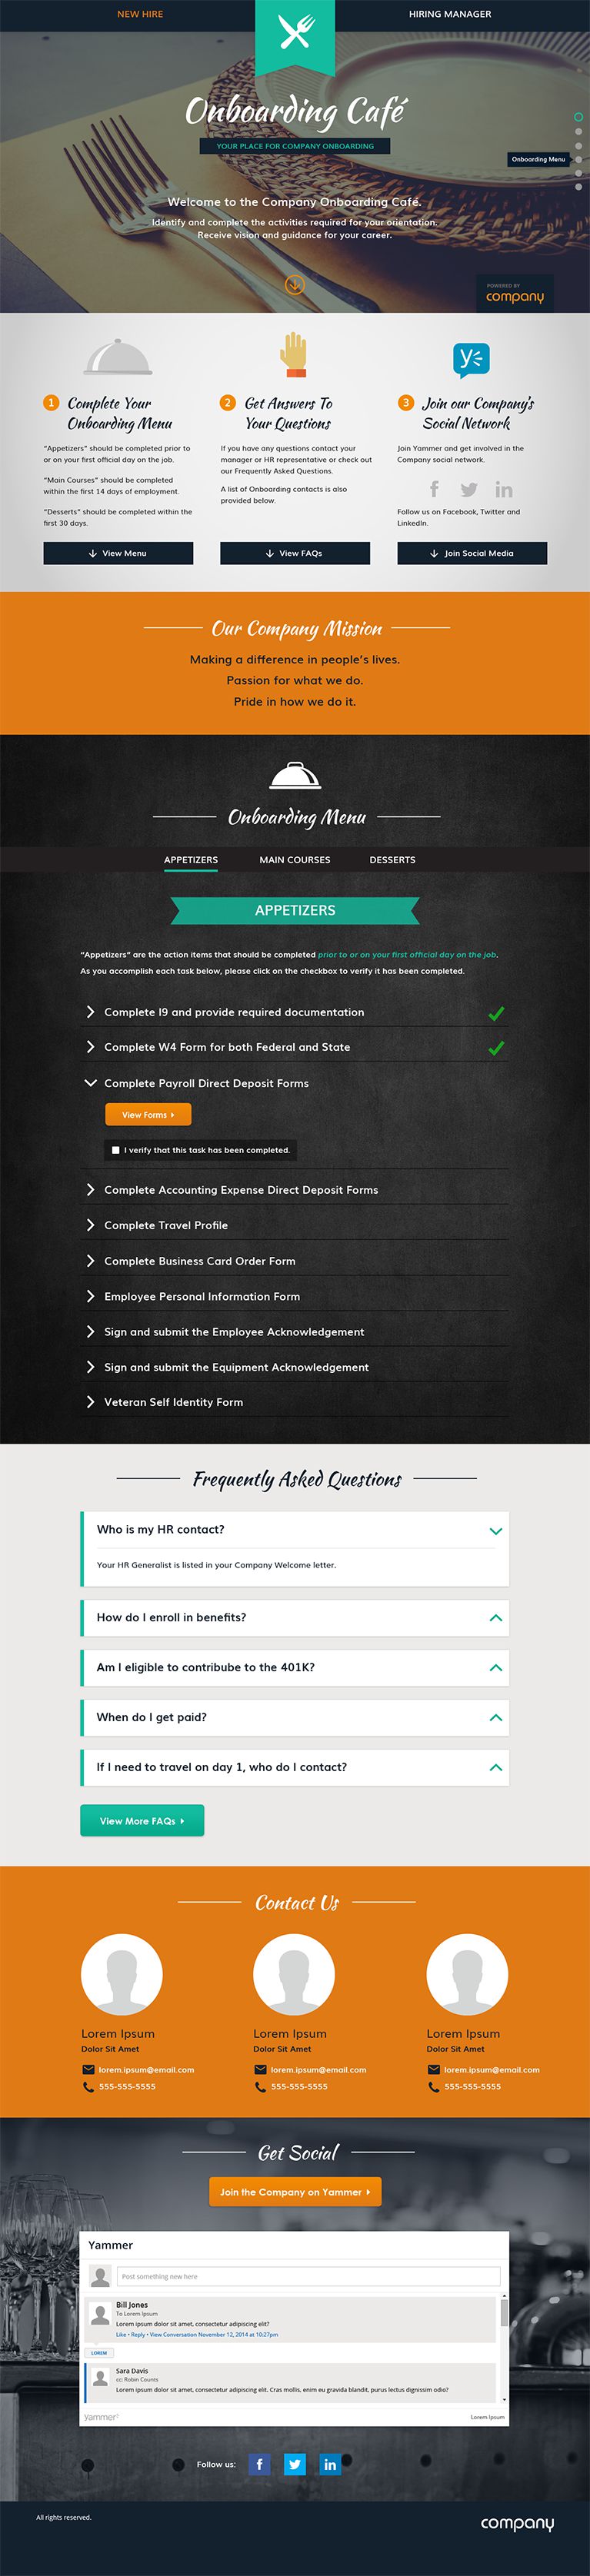 NEW HIRE
HIRING MANAGER
Onboarding Café
YOUR PLACE FOR COMPANY ONBOARDING
Onboarding Menu
Welcome to the Company Onboarding Café.
Identify and complete the activities required for your orientation.
Receive vision and guidance for your career.
POWERED BY
company
1 Complete Your
Onboarding Menu
"Appetizers" should be completed prior to
or on your first official day on the job.
"Main Courses" should be completed
within the first 14 days of employment.
"Desserts" should be completed within the
first 30 days.
View Menu
2 Get Answers To
Your Questions
If you have any questions contact your
manager or HR representative or check out
our Frequently Asked Questions.
A list of Onboarding contacts is also
provided below.
View FAQs
3 Join our Company's
Social Network
Join Yammer and get involved in the
Company social network.
Follow us on Facebook, Twitter and
LinkedIn.
Join Social Media
Our Company Mission
Making a difference in people's lives.
Passion for what we do.
Pride in how we do it.
Onboarding Menu
APPETIZERS MAIN COURSES DESSERTS
APPETIZERS
"Appetizers" are the action items that should be completed prior to or on your first official day on the job.
As you accomplish each task below, please click on the checkbox to verify it has been completed.
Complete I9 and provide required documentation
Complete W4 Form for both Federal and State
Complete Payroll Direct Deposit Forms
View Forms
I verify that this task has been completed.
Complete Accounting Expense Direct Deposit Forms
Complete Travel Profile
Complete Business Card Order Form
Employee Personal Information Form
Sign and submit the Employee Acknowledgement
Sign and submit the Equipment Acknowledgement
Veteran Self Identity Form
Frequently Asked Questions
Who is my HR contact?
Your HR Generalist is listed in your Company Welcome letter.
How do I enroll in benefits?
Am I eligible to contribube to the 401K?
When do I get paid?
If I need to travel on day 1, who do I contact?
View More FAQs
Contact Us
Lorem Ipsum
Dolor Sit Amet
lorem.ipsum@email.com
555-555-5555
Lorem Ipsum
Dolor Sit Amet
lorem.ipsum@email.com
555-555-5555
Lorem Ipsum
Dolor Sit Amet
lorem.ipsum@email.com
555-555-5555
Get Social
Join the Company on Yammer
Yammer
Post something new here
Bill Jones
To Lorem Ipsum
Lorem ipsum dolor sit amet, consectetur adipiscing elit?
Like • Reply • View Conversation November 12, 2014 at 10:27pm
LOREM
Sara Davis
cc: Robin Counts
Lorem ipsum dolor sit amet, consectetur adipiscing elit. Cras mollis, enim eu gravida blandit, purus lectus dignissim odio?
yammer
Lorem Ipsum
Follow us:
All rights reserved.
company